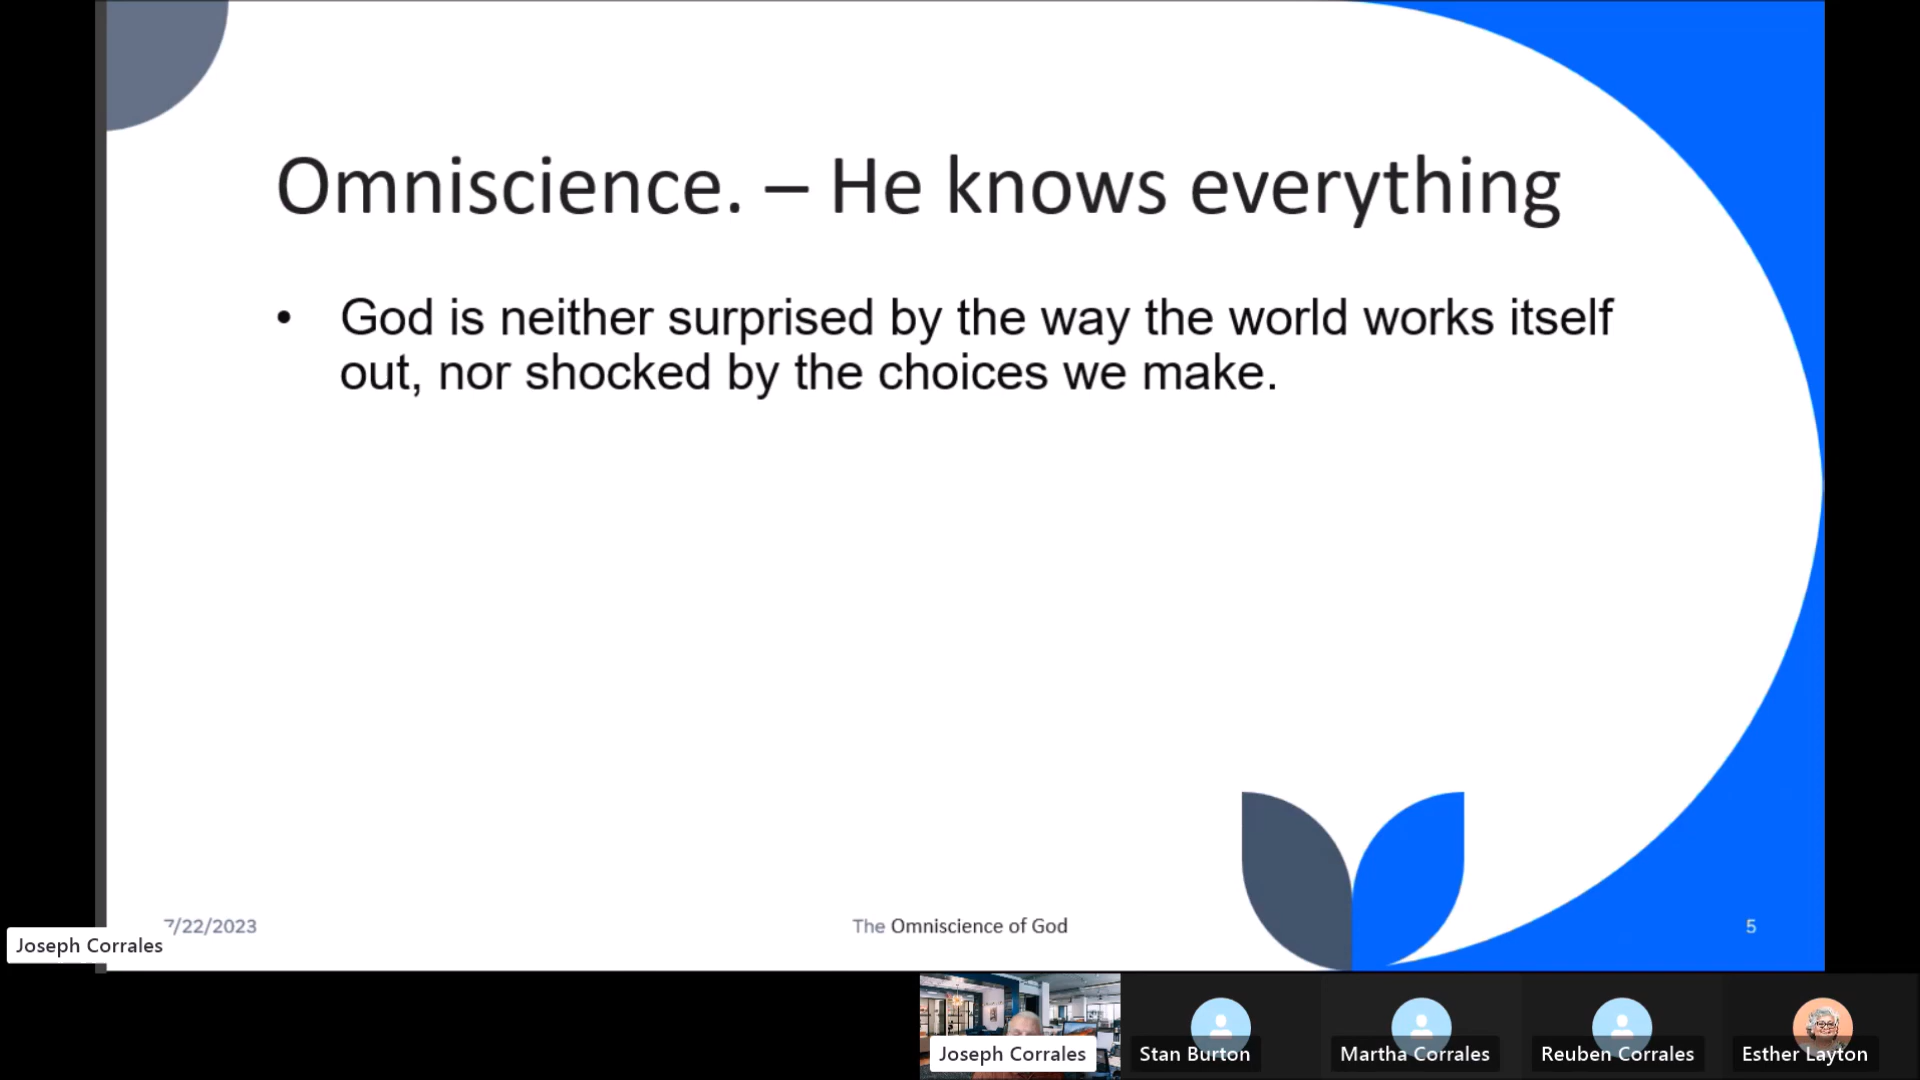 Omniscience. – He knows everything
• God is neither surprised by the way the world works itself
out, nor shocked by the choices we make.
7/22/2023
The Omniscience of God
5
Joseph Corrales
Joseph Corrales
Stan Burton
Martha Corrales
Reuben Corrales
Esther Layton